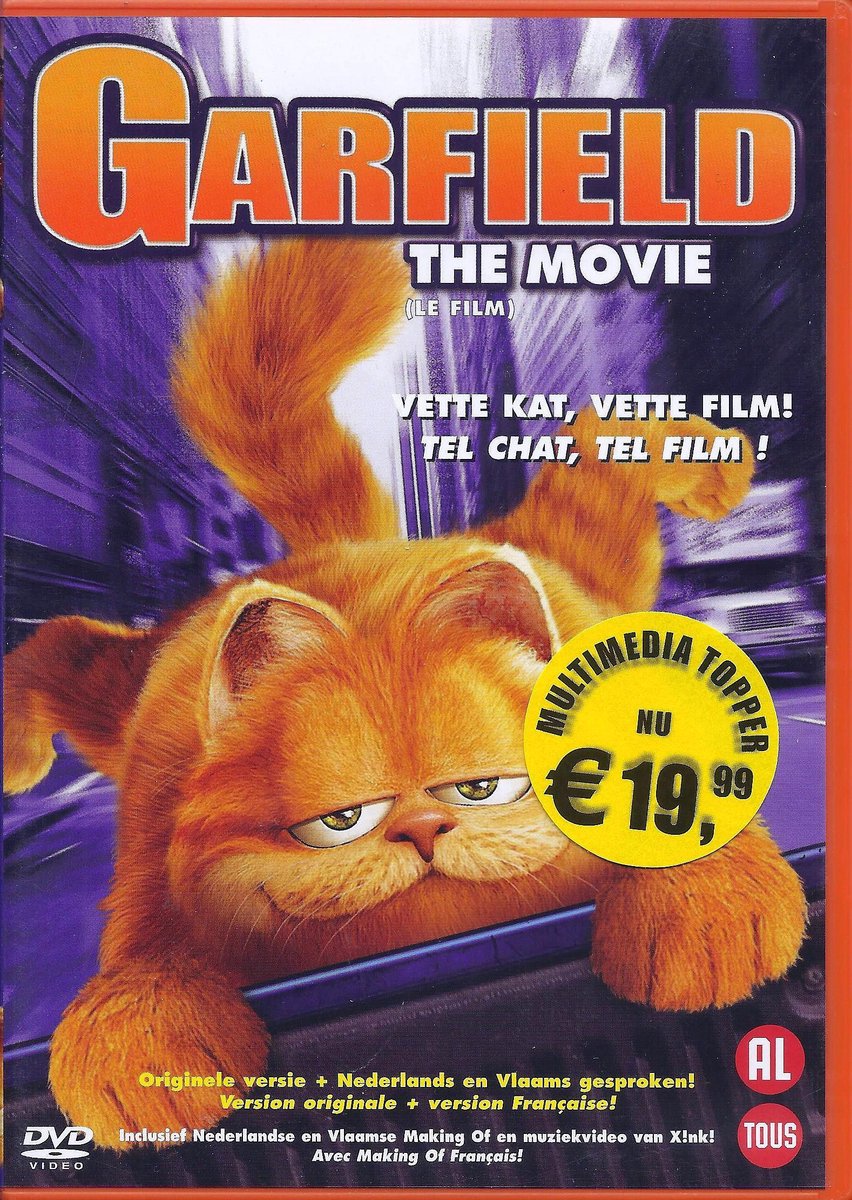 GARFIELD
THE MOVIE
(LE FILM)
VETTE KAT, VETTE FILM!
TEL CHAT, TEL FILM !
MULTIMEDIA TOPPER
NU
€ 19,99
Originele versie + Nederlands en Vlaams gesproken!
Version originale + version Française!
Inclusief Nederlandse en Vlaamse Making Of en muziekvideo van X!nk!
Avec Making Of Français!
DVD
VIDEO
AL
TOUS